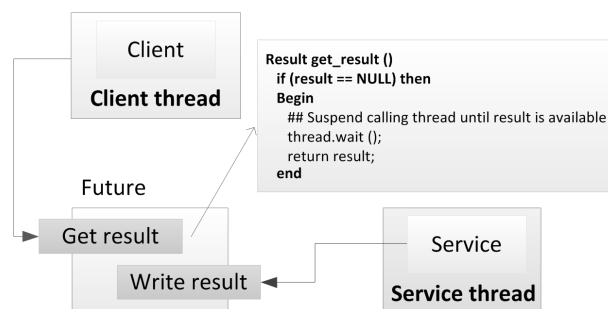 Client
Client thread
Result get_result ()
if (result == NULL) then
Begin
## Suspend calling thread until result is available
thread.wait ();
return result;
end
Future
Get result
Write result
Service
Service thread